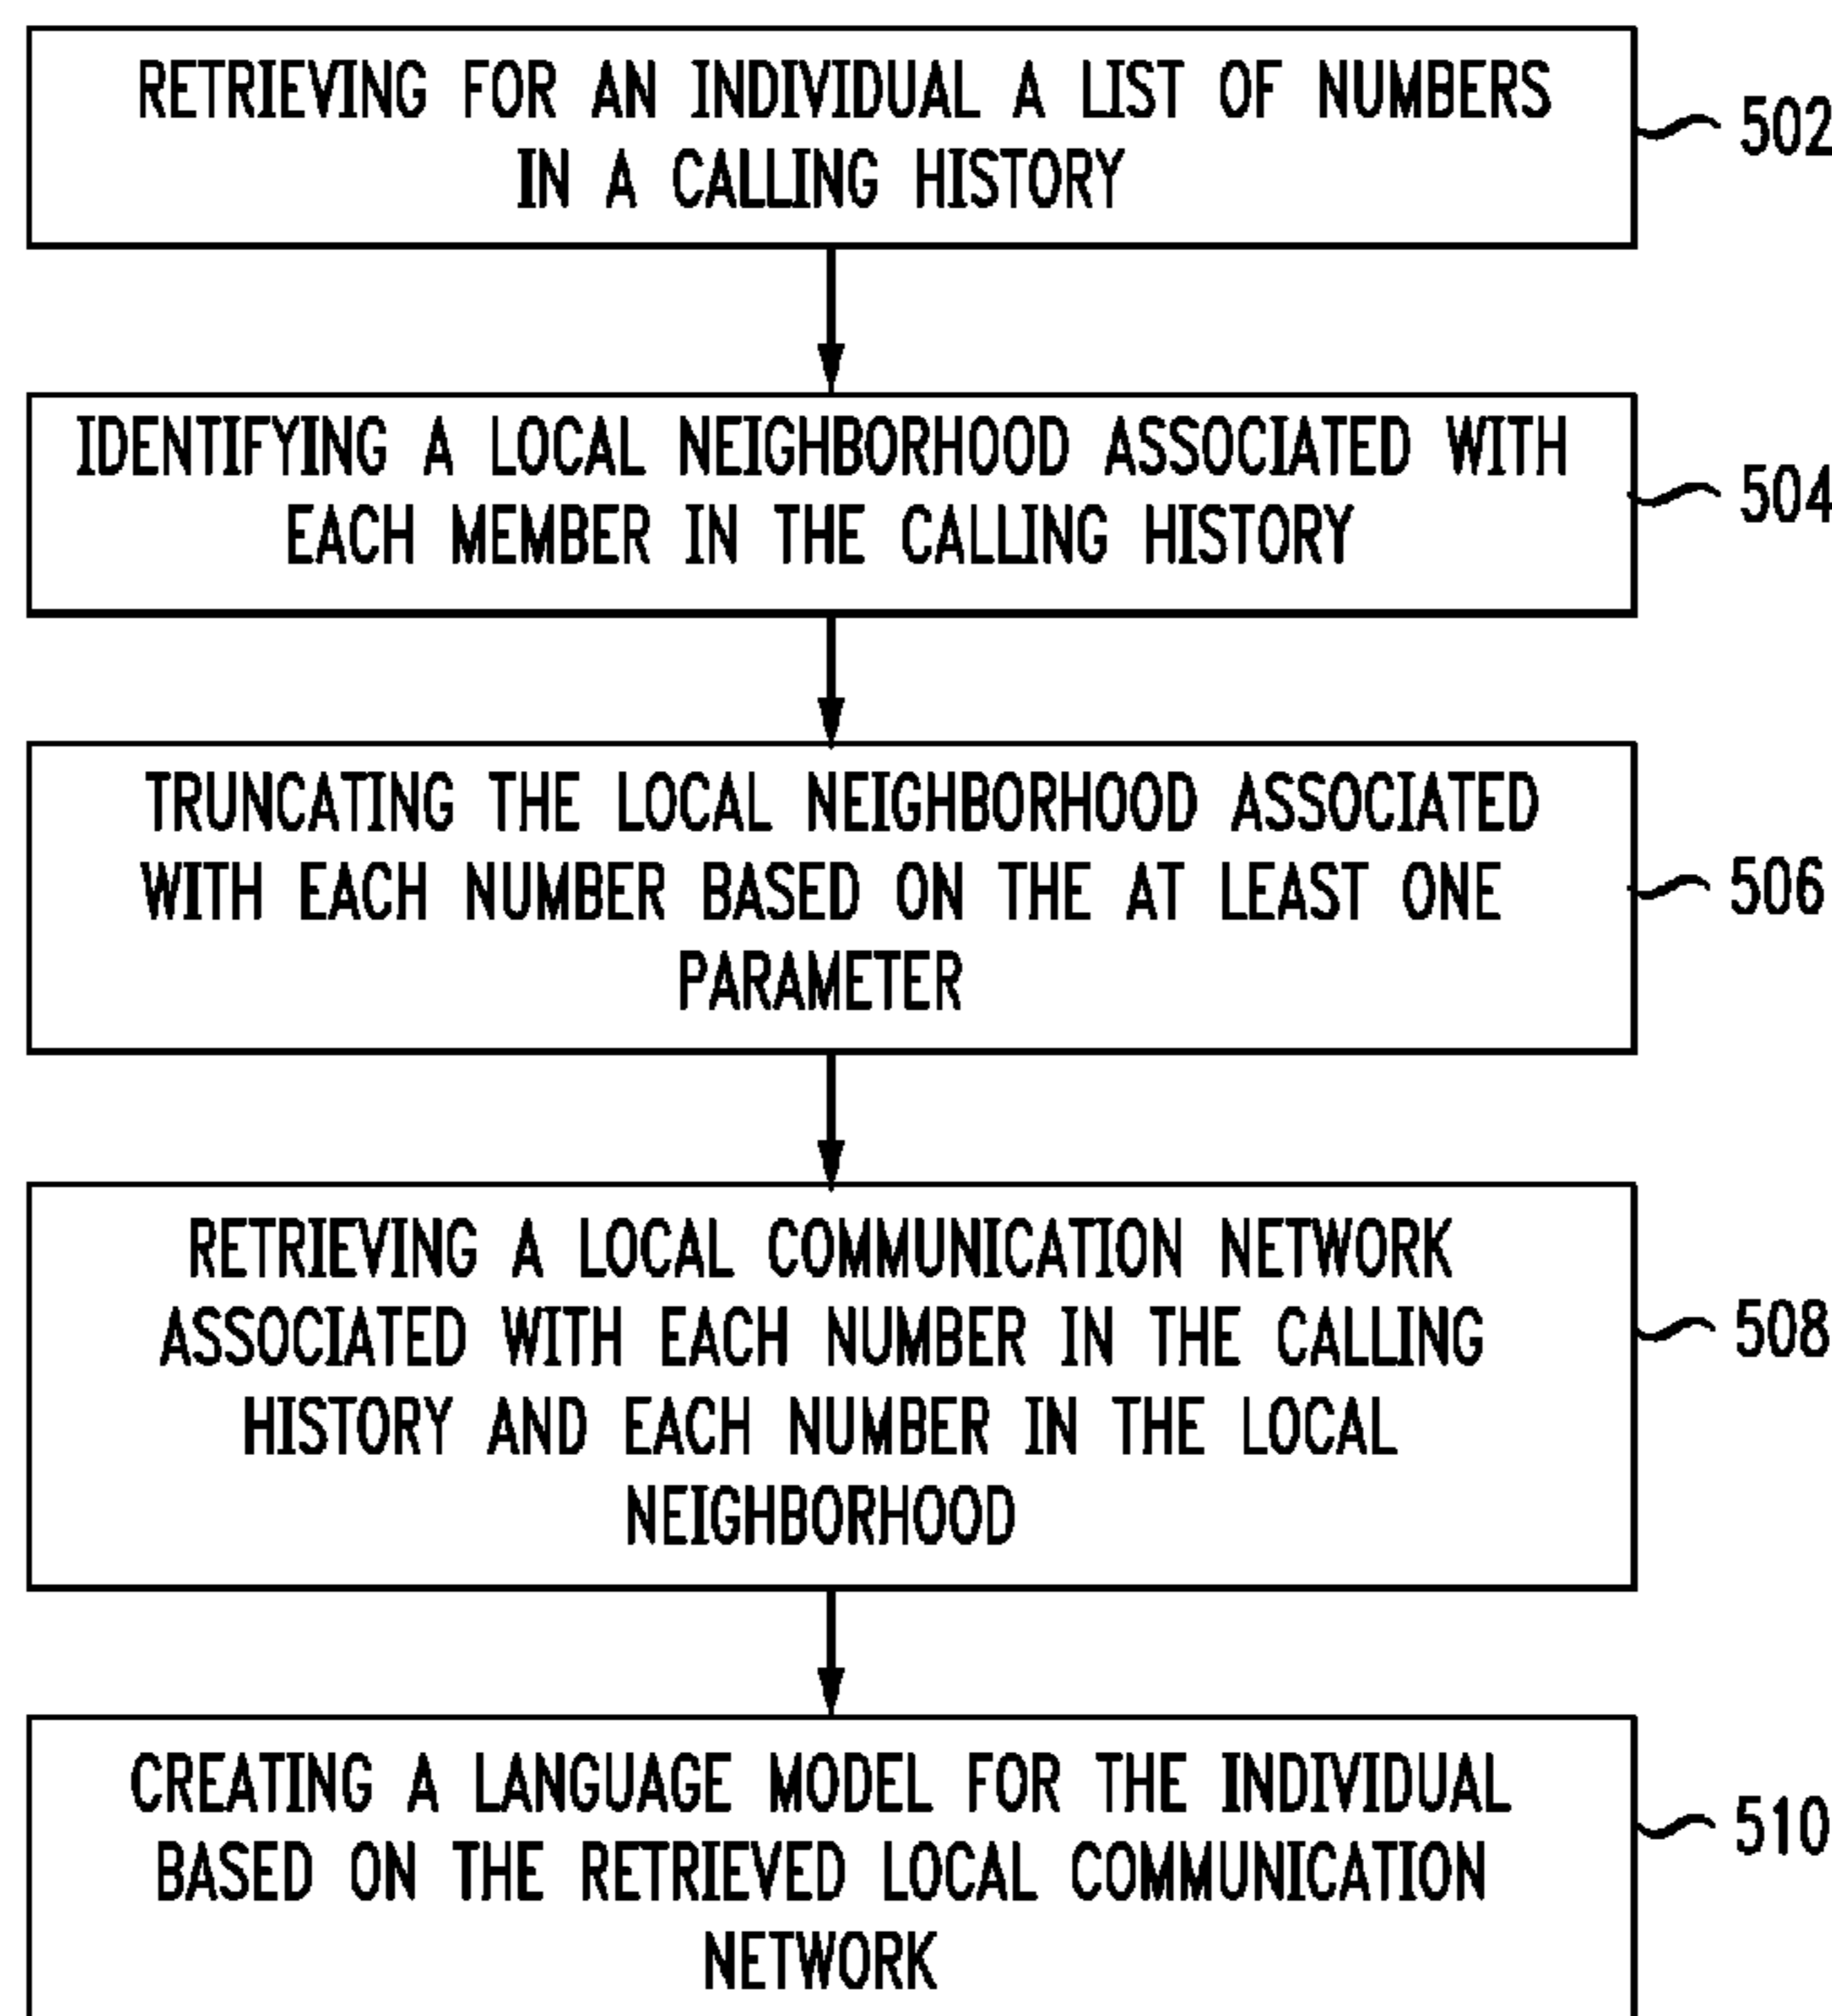 RETRIEVING FOR AN INDIVIDUAL A LIST OF NUMBERS
IN A CALLING HISTORY
502
IDENTIFYING A LOCAL NEIGHBORHOOD ASSOCIATED WITH
EACH MEMBER IN THE CALLING HISTORY
504
TRUNCATING THE LOCAL NEIGHBORHOOD ASSOCIATED
WITH EACH NUMBER BASED ON THE AT LEAST ONE
PARAMETER
506
RETRIEVING A LOCAL COMMUNICATION NETWORK
ASSOCIATED WITH EACH NUMBER IN THE CALLING
HISTORY AND EACH NUMBER IN THE LOCAL
NEIGHBORHOOD
508
CREATING A LANGUAGE MODEL FOR THE INDIVIDUAL
BASED ON THE RETRIEVED LOCAL COMMUNICATION
NETWORK
510